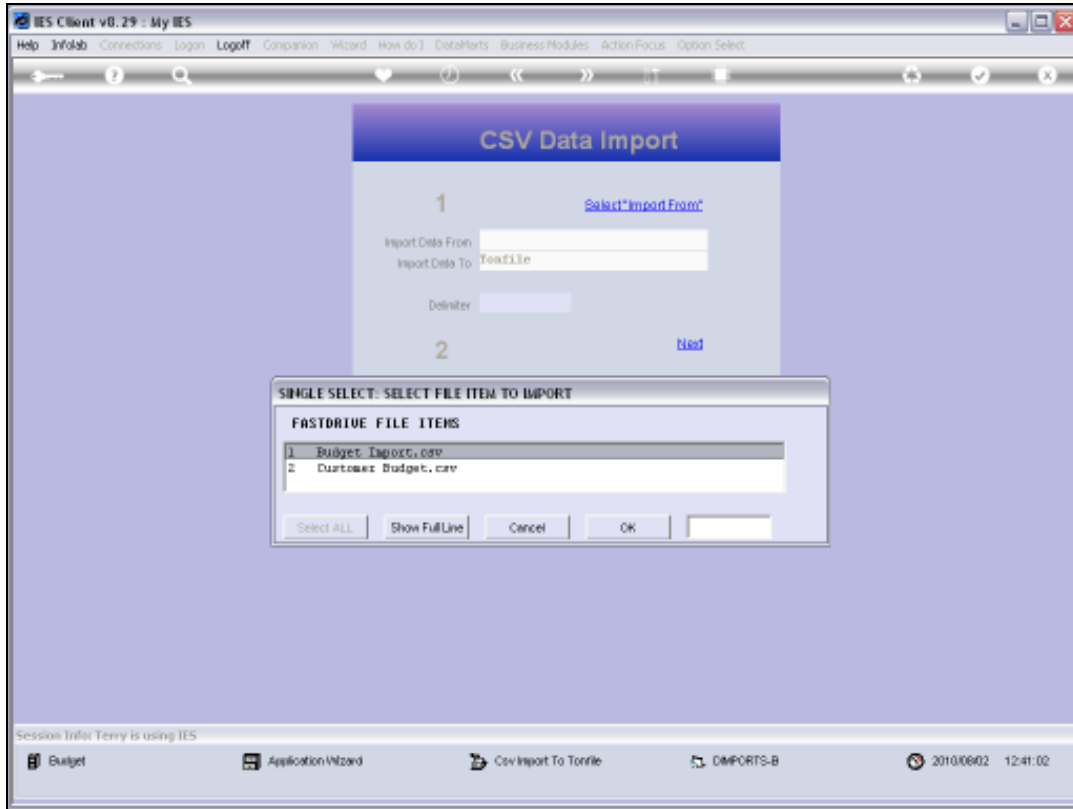 IES Client v8.29 : My IES
Help Infolab Connections Logon Logoff Companion Wizard How do I DataMarts Business Modules Action Focus Option Select
CSV Data Import
1
Select "Import From"
Import Data From
Import Data To Tonfile
Delimiter
2
Next
SINGLE SELECT: SELECT FILE ITEM TO IMPORT
FASTDRIVE FILE ITEMS
1 Budget Import.csv
2 Customer Budget.csv
Select ALL Show Full Line Cancel OK
Session Info: Terry is using IES
Budget Application Wizard Csv Import To Tonfile DIMPORTS-B 2010/08/02 12:41:02